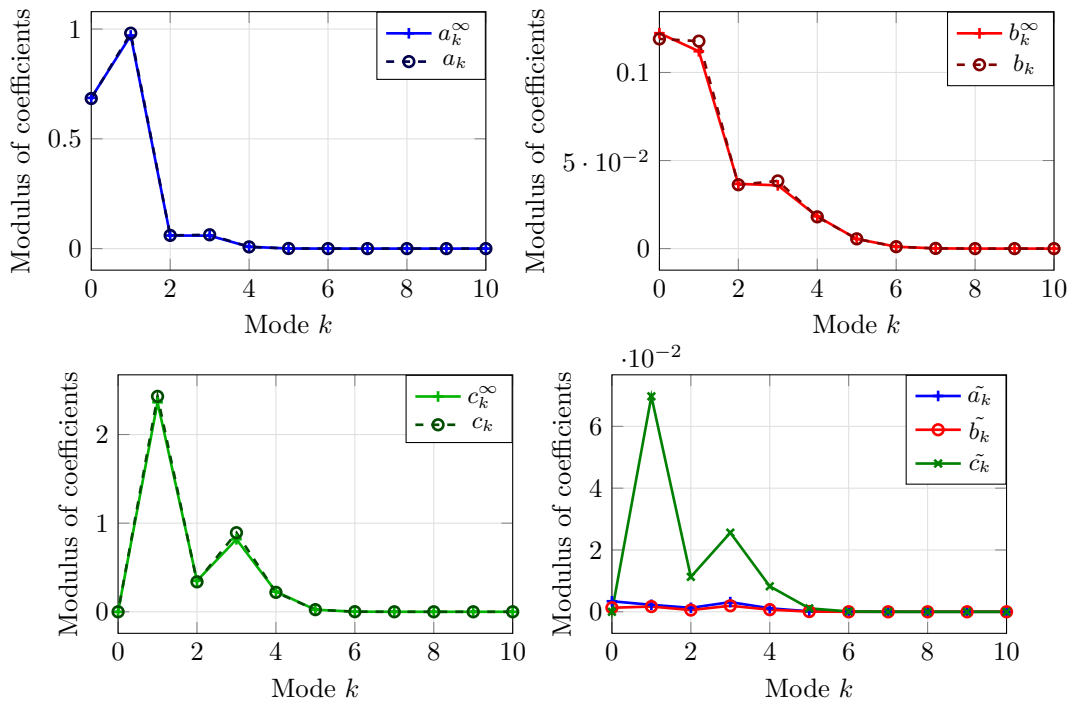 1
0.5
0
0 2 4 6 8 10
Mode k
Modulus of coefficients
a_k^∞
a_k
0.1
5 · 10^−2
0
0 2 4 6 8 10
Mode k
Modulus of coefficients
b_k^∞
b_k
2
1
0
0 2 4 6 8 10
Mode k
Modulus of coefficients
c_k^∞
c_k
·10^−2
6
4
2
0
0 2 4 6 8 10
Mode k
Modulus of coefficients
ã_k
b̃_k
c̃_k